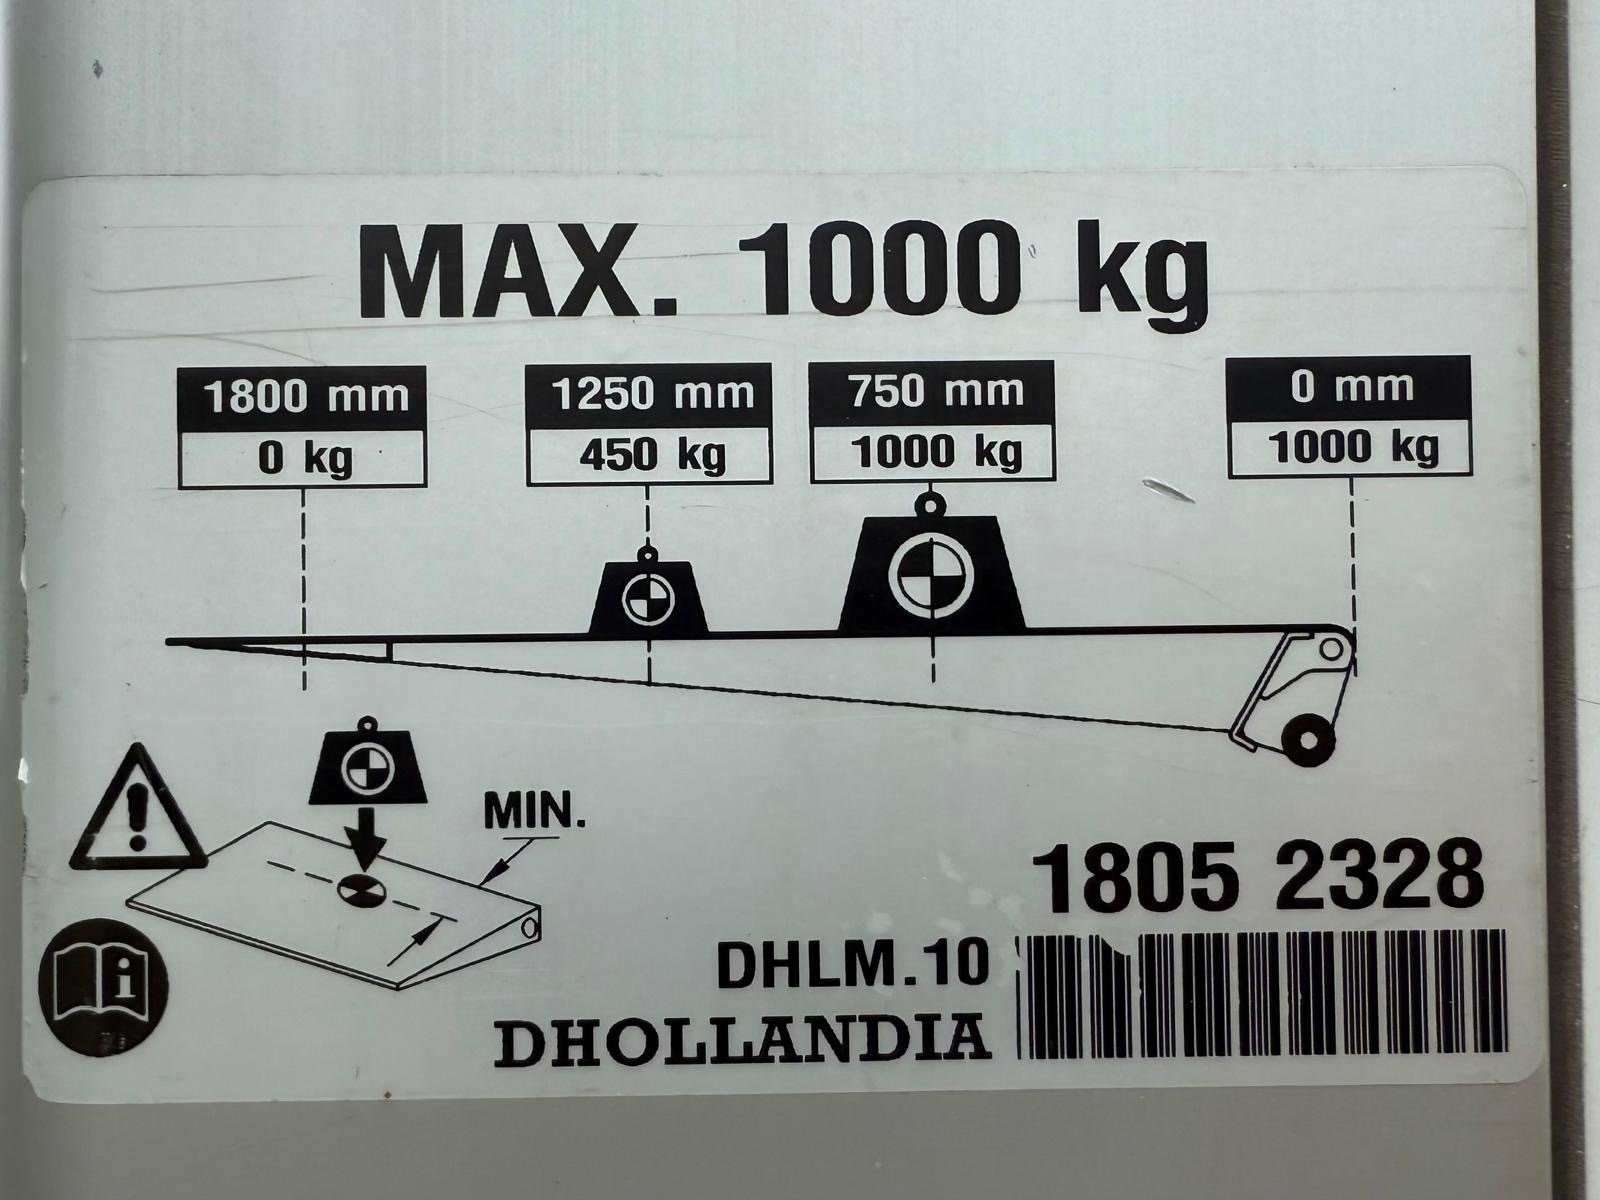 MAX. 1000 kg
1800 mm
0 kg
1250 mm
450 kg
750 mm
1000 kg
0 mm
1000 kg
MIN.
1805 2328
DHLM.10
DHOLLANDIA
i